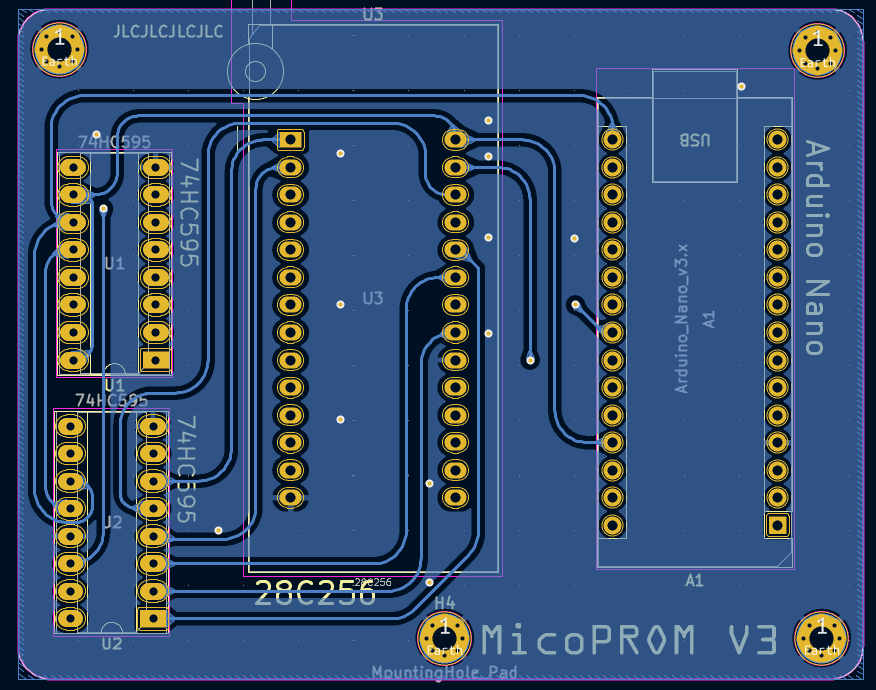 U3
JLCJLCJLCJLC
1
Earth
1
Earth
74HC595
USB
Arduino Nano
74HC595
U1
U3
Arduino_Nano_v3.x
A1
U1
74HC595
74HC595
U2
28C256
28C256
A1
H4
1
Earth
MicoPROM V3
1
Earth
U2
MountingHole_Pad